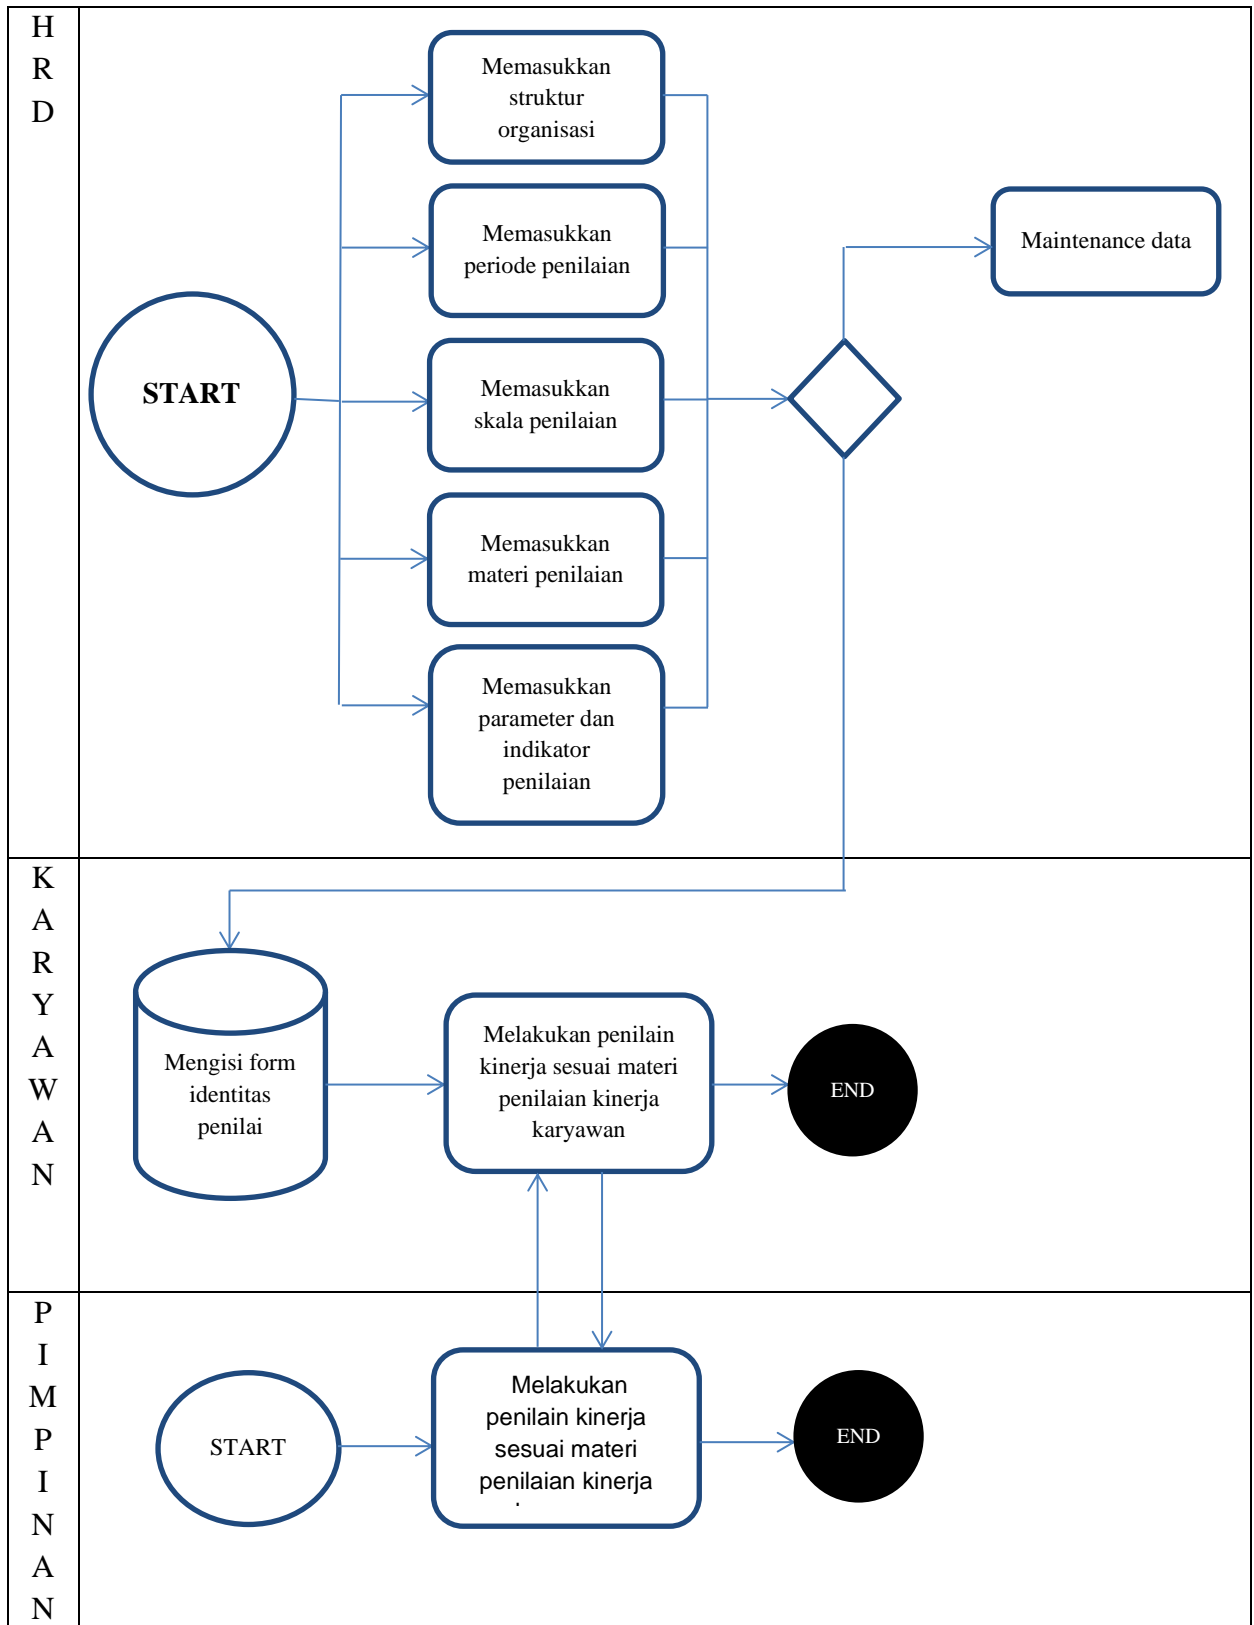 H
R
D
Memasukkan
struktur
organisasi
Memasukkan
periode penilaian
Maintenance data
START
Memasukkan
skala penilaian
Memasukkan
materi penilaian
Memasukkan
parameter dan
indikator
penilaian
K
A
R
Y
A
W
A
N
Mengisi form
identitas
penilai
Melakukan penilain
kinerja sesuai materi
penilaian kinerja
karyawan
END
P
I
M
P
I
N
A
N
START
Melakukan
penilain kinerja
sesuai materi
penilaian kinerja
END